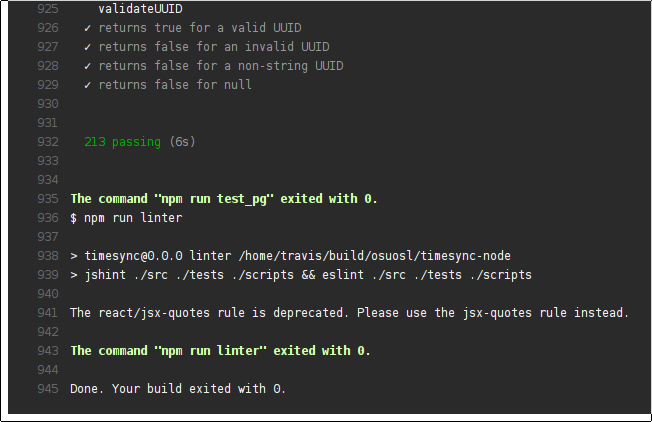 925 validateUUID
926 ✓ returns true for a valid UUID
927 ✓ returns false for an invalid UUID
928 ✓ returns false for a non-string UUID
929 ✓ returns false for null
930
931
932 213 passing (6s)
933
934
935 The command "npm run test_pg" exited with 0.
936 $ npm run linter
937
938 > timesync@0.0.0 linter /home/travis/build/osuosl/timesync-node
939 > jshint ./src ./tests ./scripts && eslint ./src ./tests ./scripts
940
941 The react/jsx-quotes rule is deprecated. Please use the jsx-quotes rule instead.
942
943 The command "npm run linter" exited with 0.
944
945 Done. Your build exited with 0.